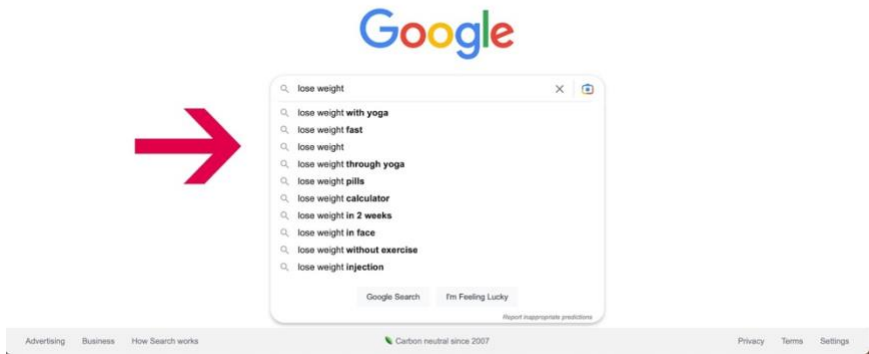 Google
lose weight
lose weight with yoga
lose weight fast
lose weight
lose weight through yoga
lose weight pills
lose weight calculator
lose weight in 2 weeks
lose weight in face
lose weight without exercise
lose weight injection
Google Search I'm Feeling Lucky
Report inappropriate predictions
Advertising Business How Search works Carbon neutral since 2007 Privacy Terms Settings